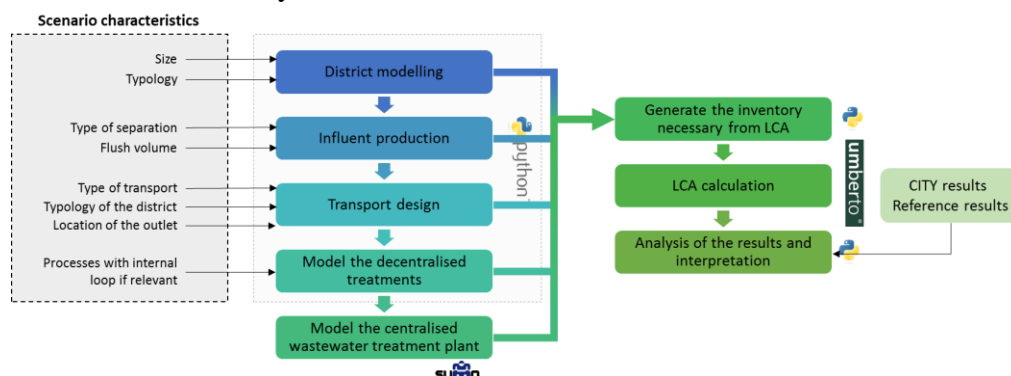 Scenario characteristics
Size
Typology
Type of separation
Flush volume
Type of transport
Typology of the district
Location of the outlet
Processes with internal
loop if relevant
District modelling
Influent production
Transport design
Model the decentralised
treatments
Model the centralised
wastewater treatment plant
python
Generate the inventory
necessary from LCA
LCA calculation
Analysis of the results and
interpretation
umberto
CITY results
Reference results